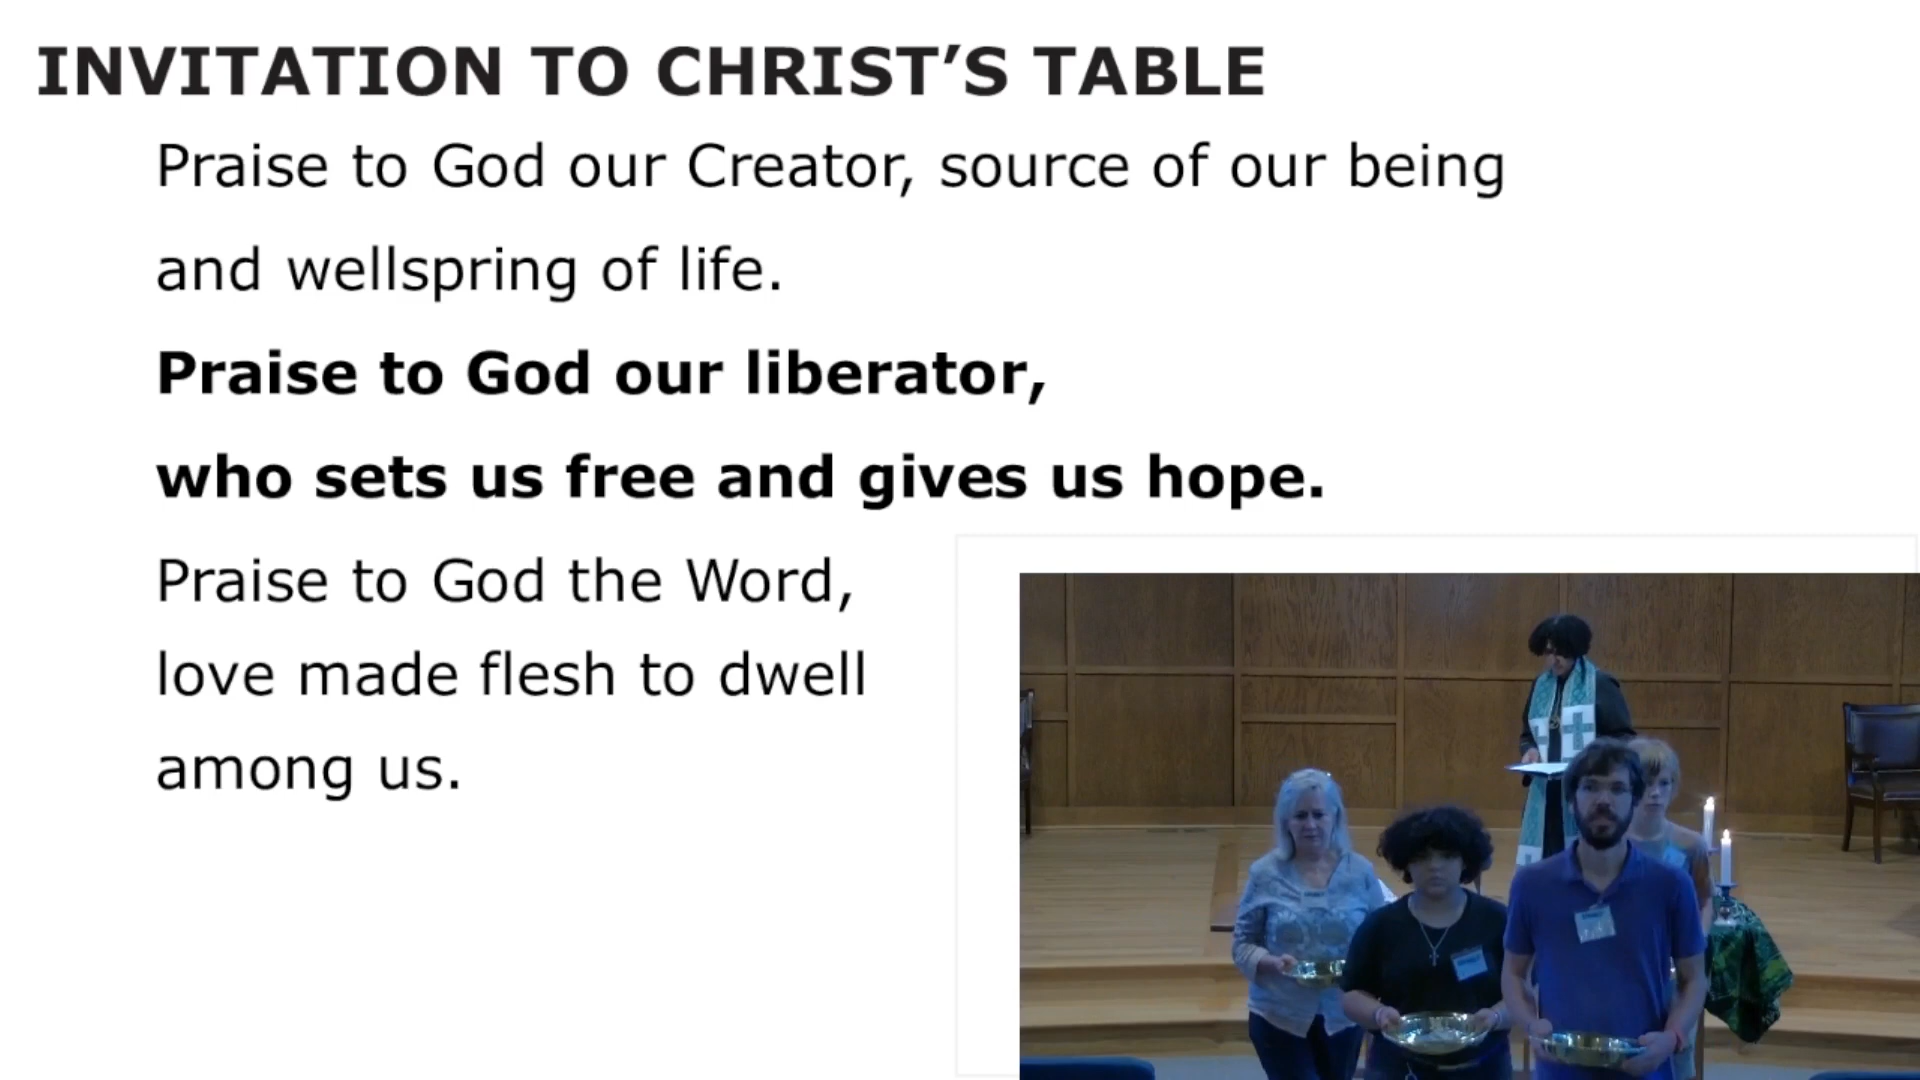 INVITATION TO CHRIST’S TABLE
Praise to God our Creator, source of our being
and wellspring of life.
Praise to God our liberator,
who sets us free and gives us hope.
Praise to God the Word,
love made flesh to dwell
among us.